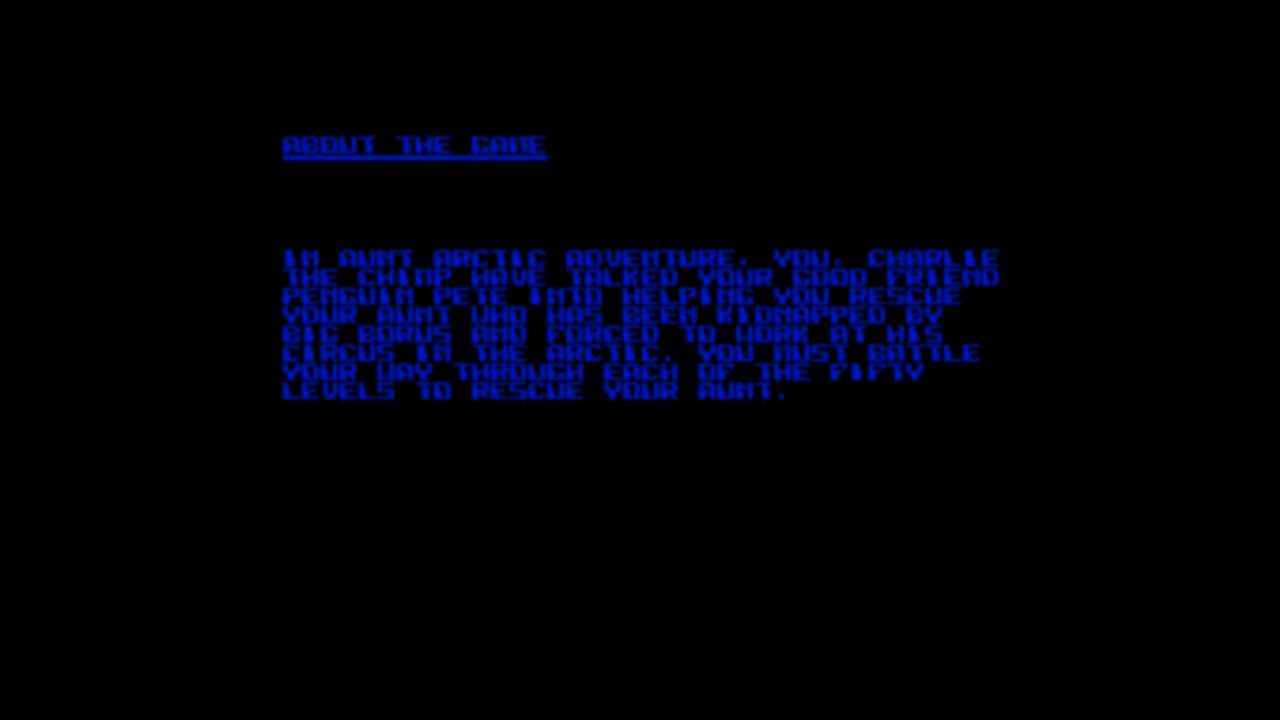 ABOUT THE GAME
IN AUNT ARCTIC ADVENTURE, YOU, CHARLIE
THE CHIMP HAVE TALKED YOUR GOOD FRIEND
PENGUIN PETE INTO HELPING YOU RESCUE
YOUR AUNT WHO HAS BEEN KIDNAPPED BY
BIG BORUS AND FORCED TO WORK AT HIS
CIRCUS IN THE ARCTIC. YOU MUST BATTLE
YOUR WAY THROUGH EACH OF THE FIFTY
LEVELS TO RESCUE YOUR AUNT.